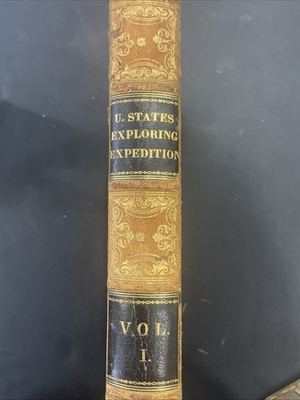 U. STATES
EXPLORING
EXPEDITION
VOL.
I.